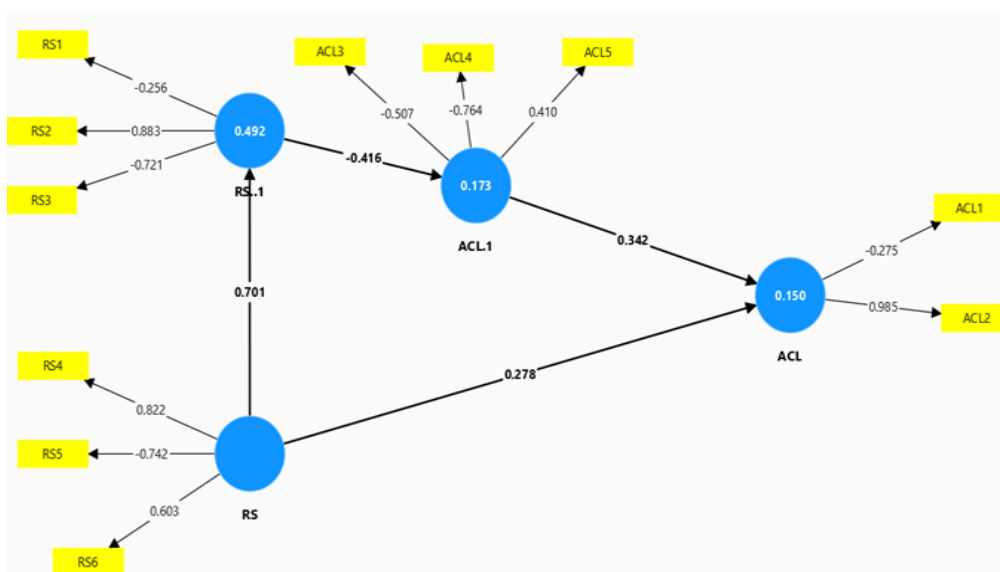 RS1
ACL3
ACL4
ACL5
-0.256
-0.507
-0.764
0.410
RS2
0.883
0.492
-0.721
-0.416
RS3
RS..1
0.173
ACL1
ACL.1
0.342
-0.275
0.701
0.150
0.985
ACL2
ACL
RS4
0.278
0.822
RS5
-0.742
0.603
RS
RS6